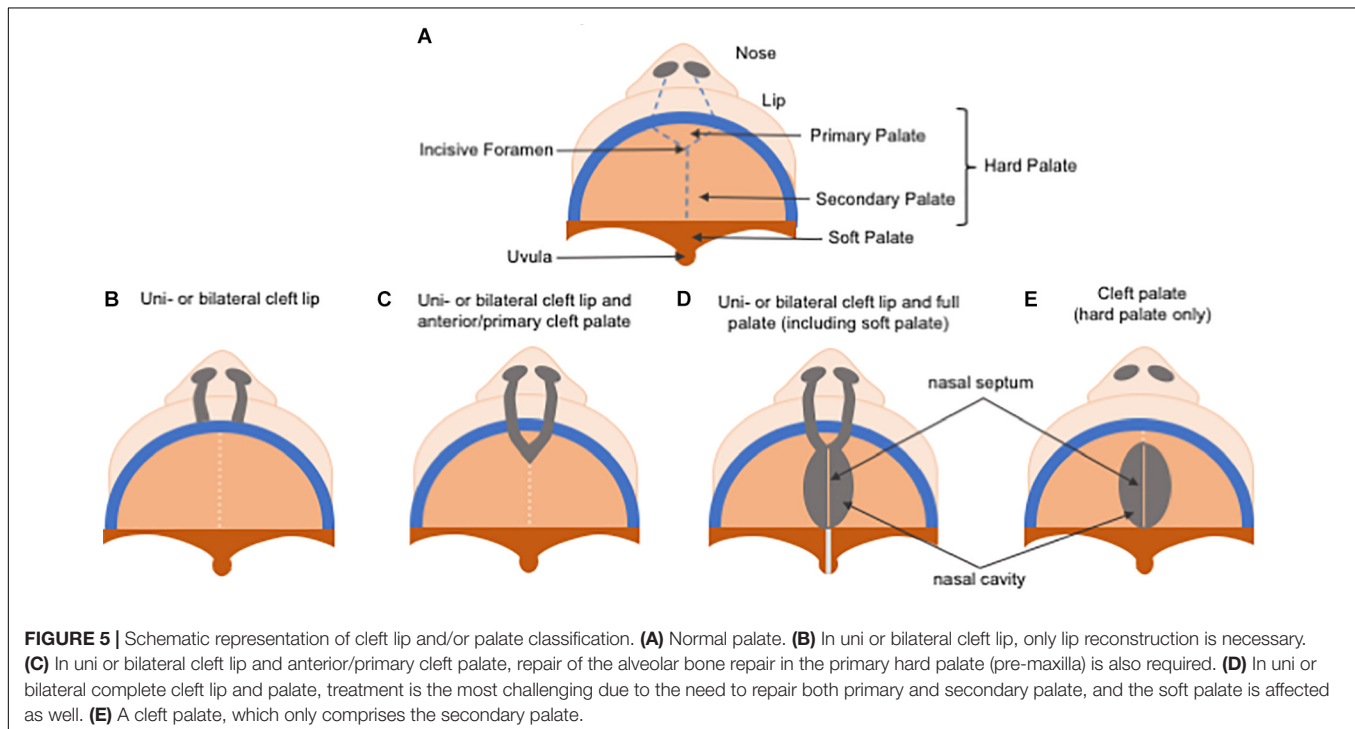 A
Nose
Lip
Incisive Foramen
Primary Palate
Hard Palate
Secondary Palate
Soft Palate
Uvula
B Uni- or bilateral cleft lip
C Uni- or bilateral cleft lip and
anterior/primary cleft palate
D Uni- or bilateral cleft lip and full
palate (including soft palate)
E Cleft palate
(hard palate only)
nasal septum
nasal cavity
FIGURE 5 | Schematic representation of cleft lip and/or palate classification. (A) Normal palate. (B) In uni or bilateral cleft lip, only lip reconstruction is necessary.
(C) In uni or bilateral cleft lip and anterior/primary cleft palate, repair of the alveolar bone repair in the primary hard palate (pre-maxilla) is also required. (D) In uni or
bilateral complete cleft lip and palate, treatment is the most challenging due to the need to repair both primary and secondary palate, and the soft palate is affected
as well. (E) A cleft palate, which only comprises the secondary palate.